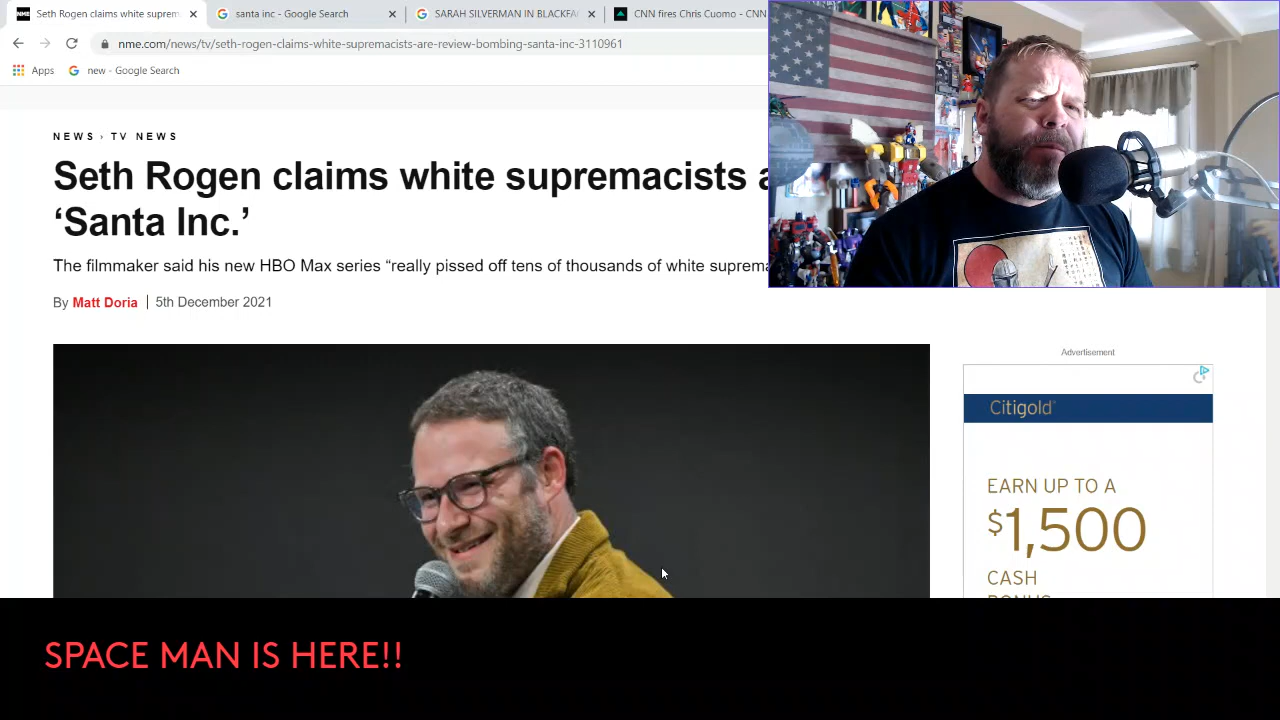 Seth Rogen claims white suprem
santa inc - Google Search
SARAH SILVERMAN IN BLACKFA
CNN fires Chris Cuomo - CNN
nme.com/news/tv/seth-rogen-claims-white-supremacists-are-review-bombing-santa-inc-3110961
Apps
new - Google Search
NEWS › TV NEWS
Seth Rogen claims white supremacists a
‘Santa Inc.’
The filmmaker said his new HBO Max series “really pissed off tens of thousands of white suprema
By Matt Doria | 5th December 2021
Advertisement
Citigold
EARN UP TO A
$1,500
CASH
BONUS
SPACE MAN IS HERE!!